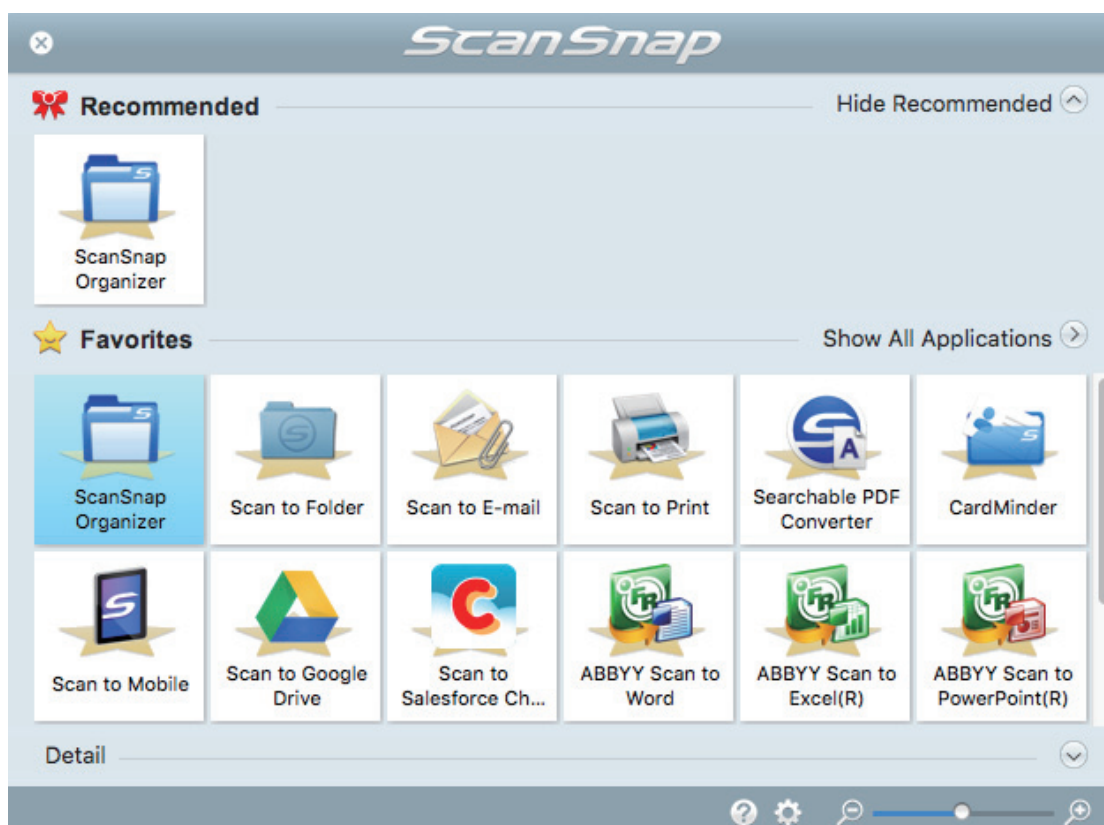 ScanSnap
Recommended
Hide Recommended
ScanSnap
Organizer
Favorites
Show All Applications
ScanSnap
Organizer
Scan to Folder
Scan to E-mail
Scan to Print
Searchable PDF
Converter
CardMinder
Scan to Mobile
Scan to Google
Drive
Scan to
Salesforce Ch...
ABBYY Scan to
Word
ABBYY Scan to
Excel(R)
ABBYY Scan to
PowerPoint(R)
Detail